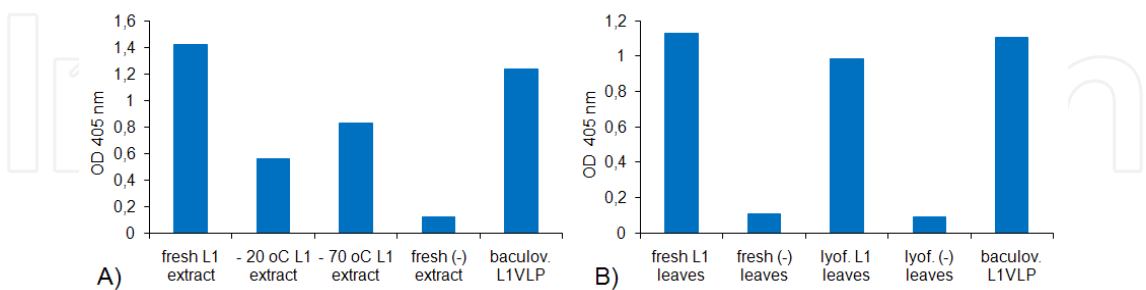 1,6
1,4
1,2
1
0,8
0,6
0,4
0,2
0
OD 405 nm
fresh L1 extract
- 20 oC L1 extract
- 70 oC L1 extract
fresh (-) extract
baculov. L1VLP
A)
1,2
1
0,8
0,6
0,4
0,2
0
OD 405 nm
fresh L1 leaves
fresh (-) leaves
lyof. L1 leaves
lyof. (-) leaves
baculov. L1VLP
B)